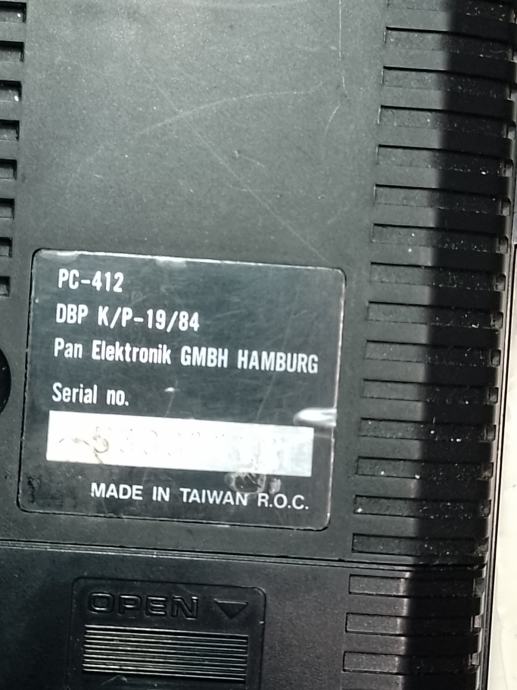 PC-412
DBP K/P-19/84
Pan Elektronik GMBH HAMBURG
Serial no.
MADE IN TAIWAN R.O.C.
OPEN